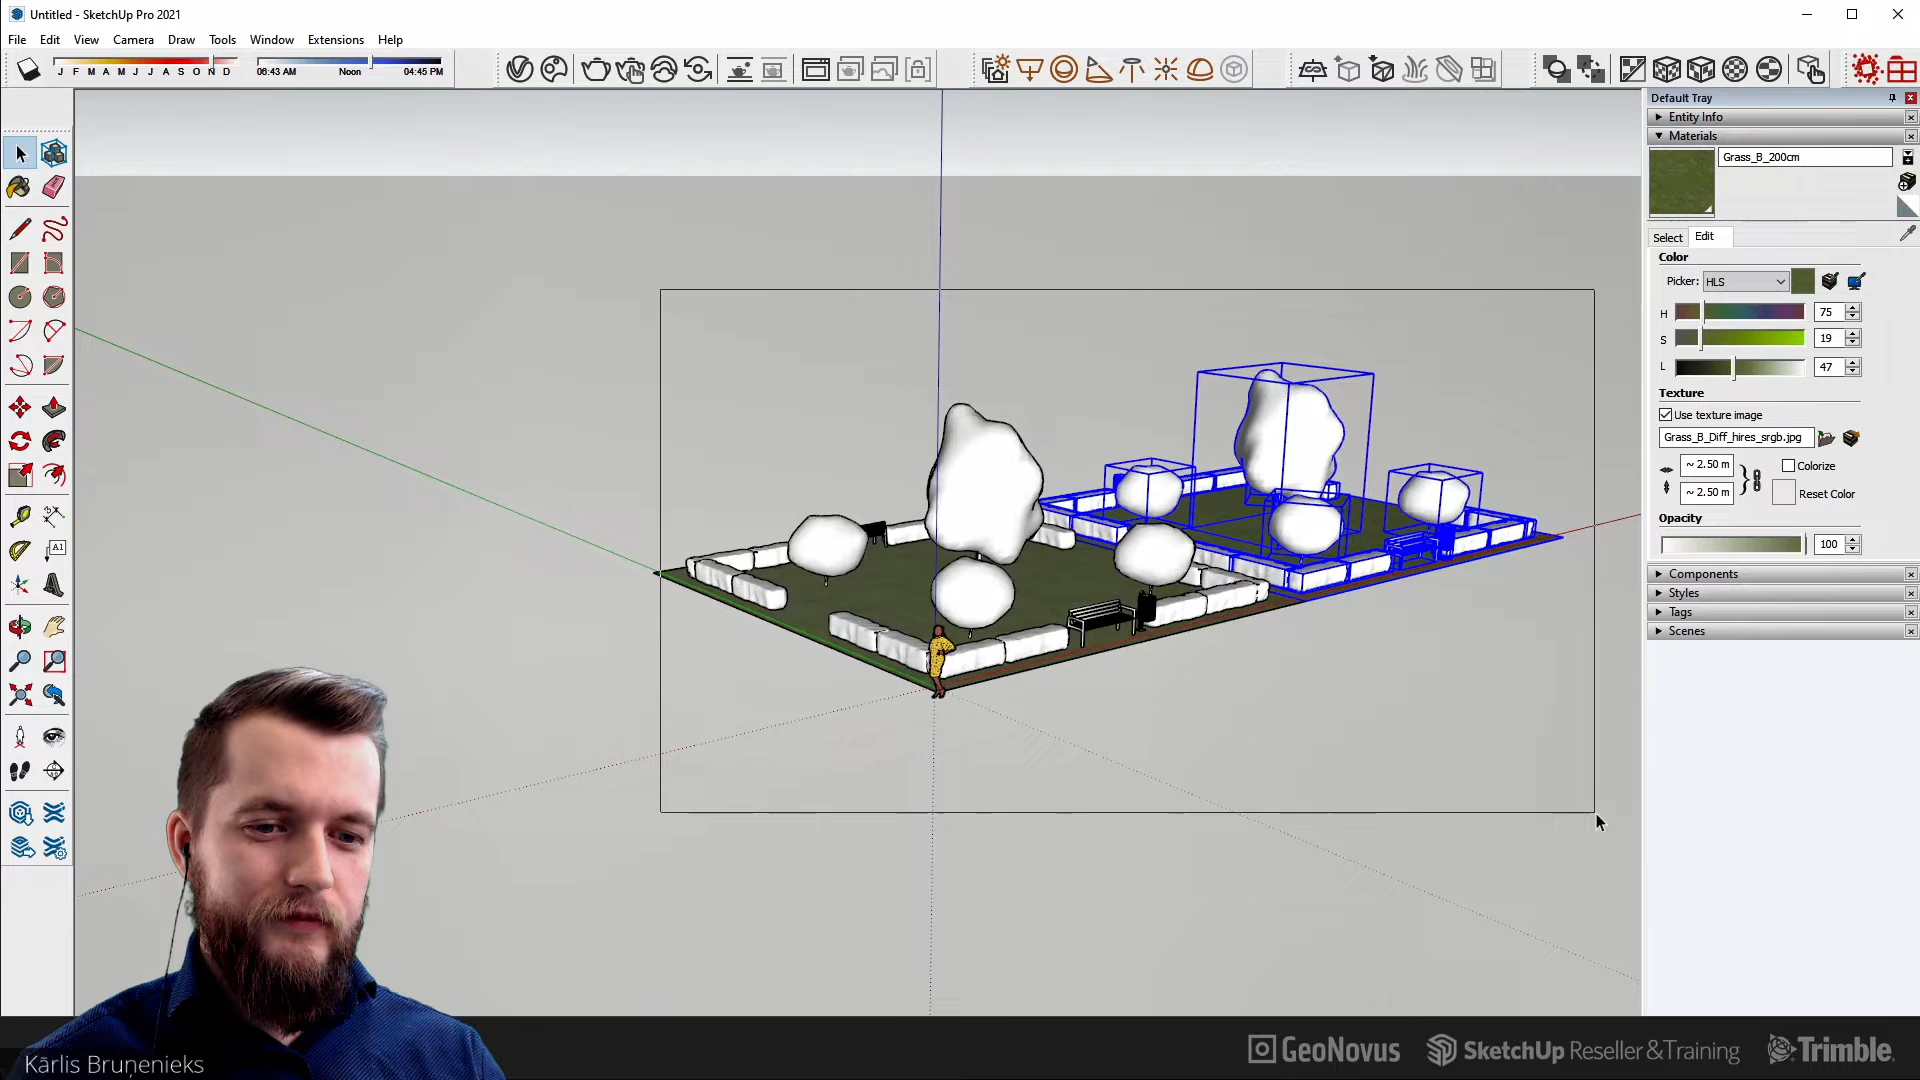 Untitled - SketchUp Pro 2021
File Edit View Camera Draw Tools Window Extensions Help
J F M A M J J A S O N D
06:43 AM Noon 04:45 PM
Default Tray
Entity Info
Materials
Grass_B_200cm
Select Edit
Color
Picker: HLS
H 75
S 19
L 47
Texture
Use texture image
Grass_B_Diff_hires_srgb.jpg
~ 2.50 m
Colorize
~ 2.50 m
Reset Color
Opacity
100
Components
Styles
Tags
Scenes
A1
Kārlis Bruņenieks
GeoNovus SketchUp Reseller & Training Trimble